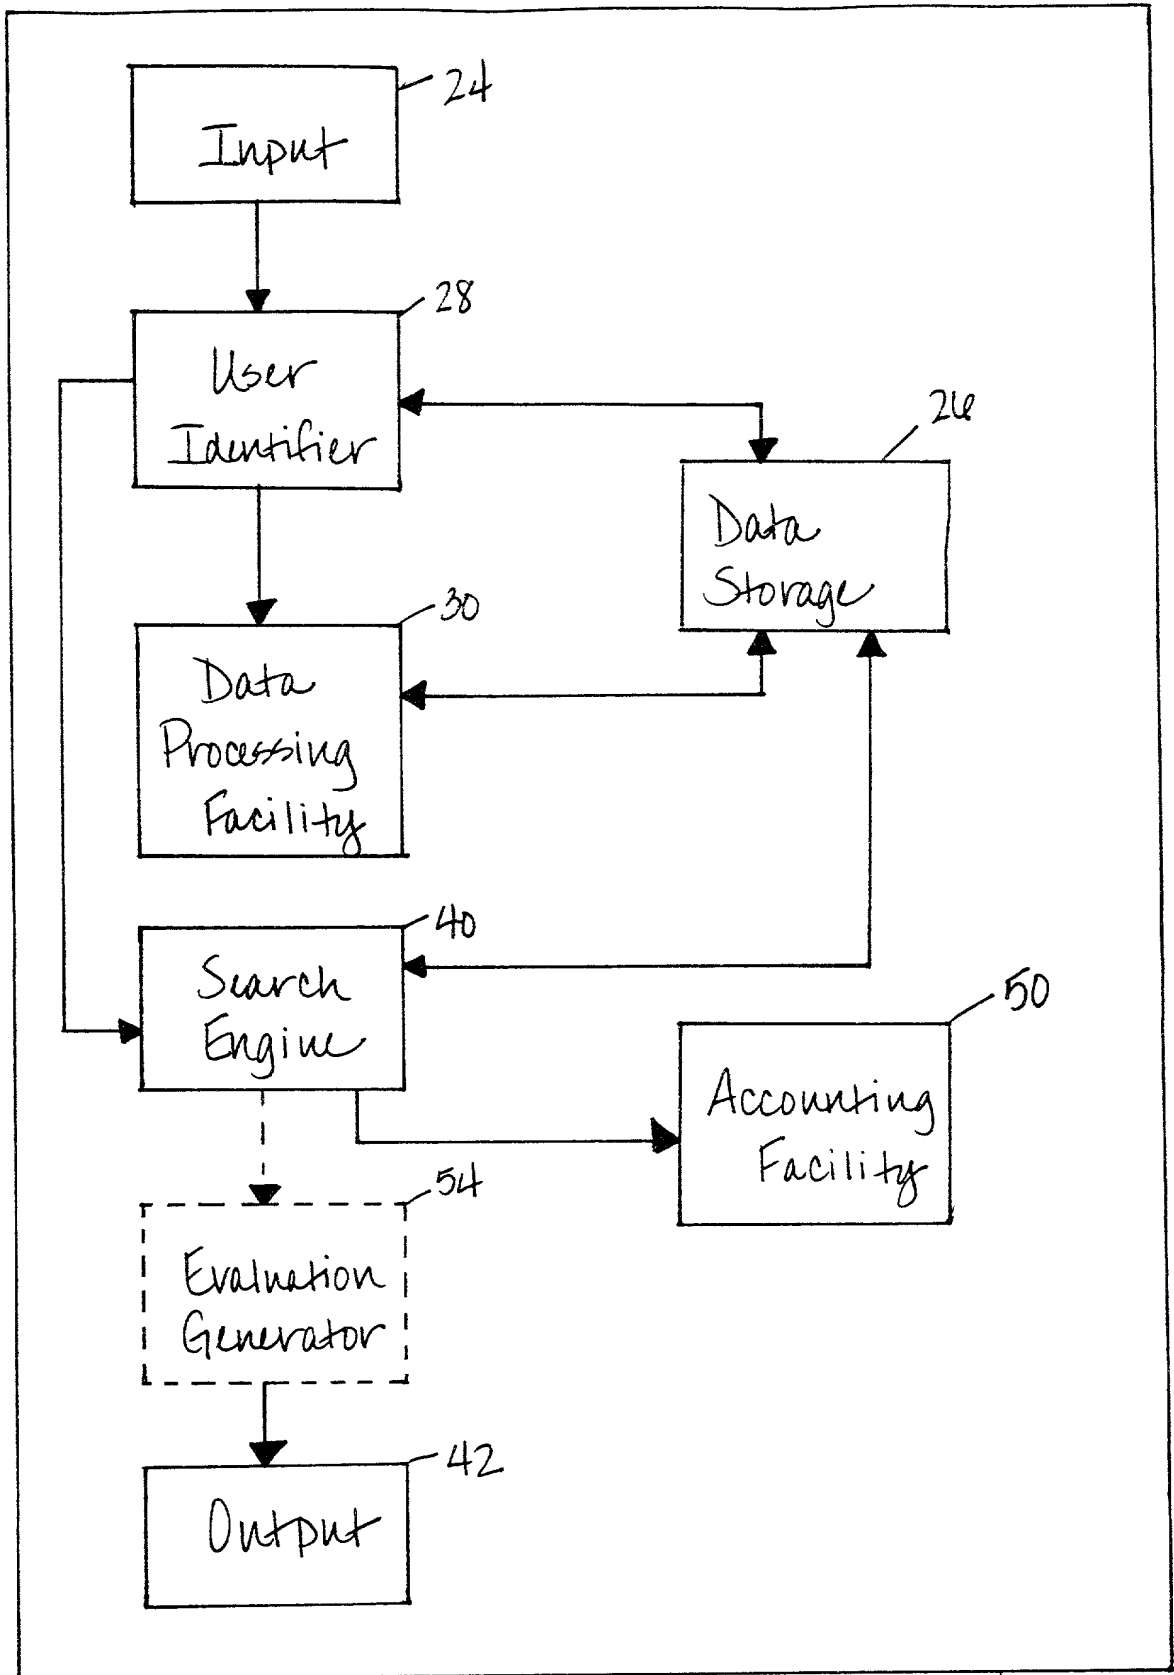 24
Input
28
User
Identifier
26
Data
Storage
30
Data
Processing
Facility
40
Search
Engine
50
Accounting
Facility
54
Evaluation
Generator
42
Output